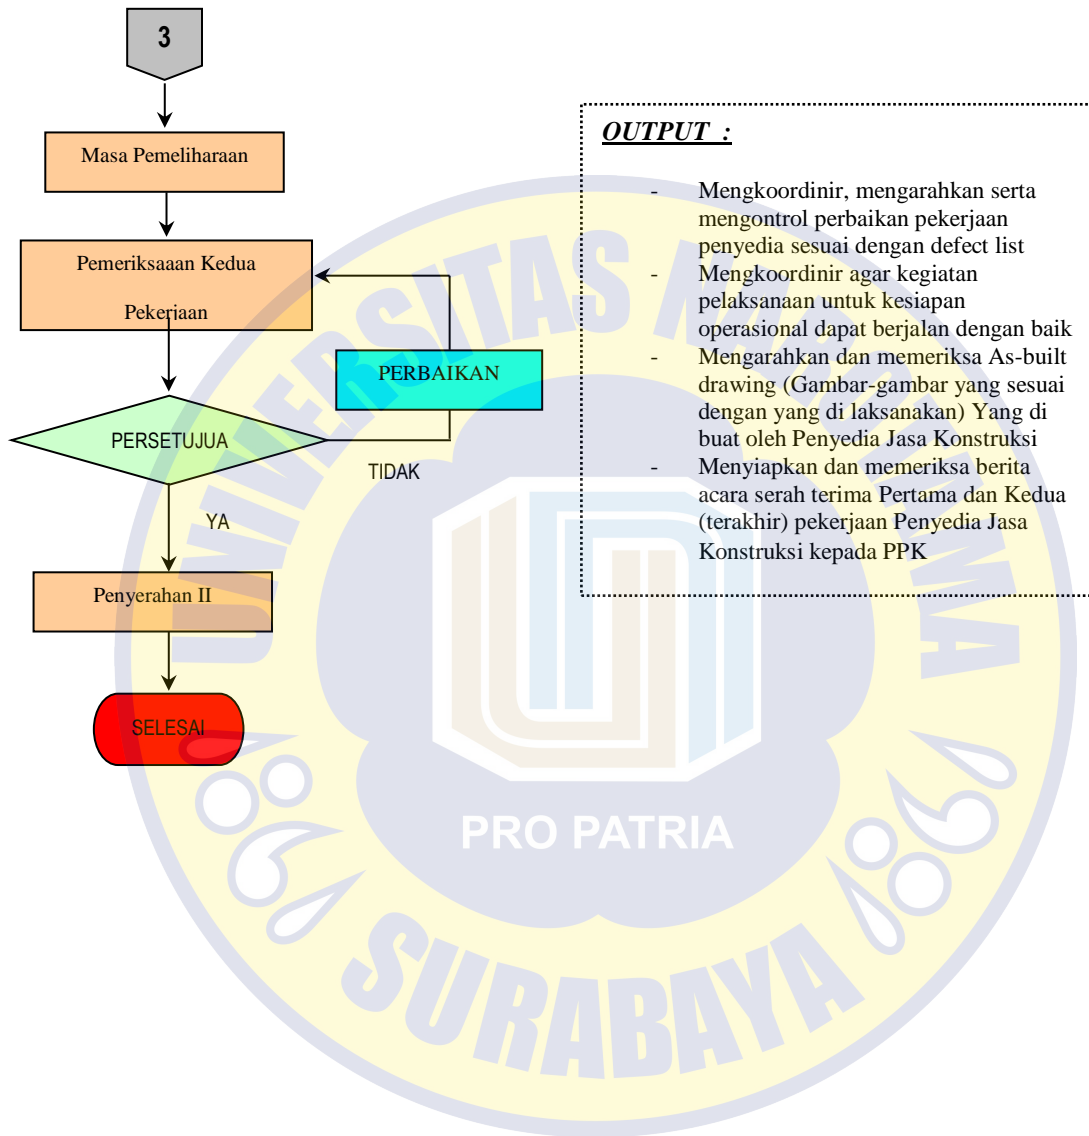 3
Masa Pemeliharaan
Pemeriksaaan Kedua
Pekerjaan
PERBAIKAN
PERSETUJUA
TIDAK
YA
Penyerahan II
SELESAI
OUTPUT :
- Mengkoordinir, mengarahkan serta
mengontrol perbaikan pekerjaan
penyedia sesuai dengan defect list
- Mengkoordinir agar kegiatan
pelaksanaan untuk kesiapan
operasional dapat berjalan dengan baik
- Mengarahkan dan memeriksa As-built
drawing (Gambar-gambar yang sesuai
dengan yang di laksanakan) Yang di
buat oleh Penyedia Jasa Konstruksi
- Menyiapkan dan memeriksa berita
acara serah terima Pertama dan Kedua
(terakhir) pekerjaan Penyedia Jasa
Konstruksi kepada PPK
UNIVERSITAS NAROTAMA
PRO PATRIA
SURABAYA